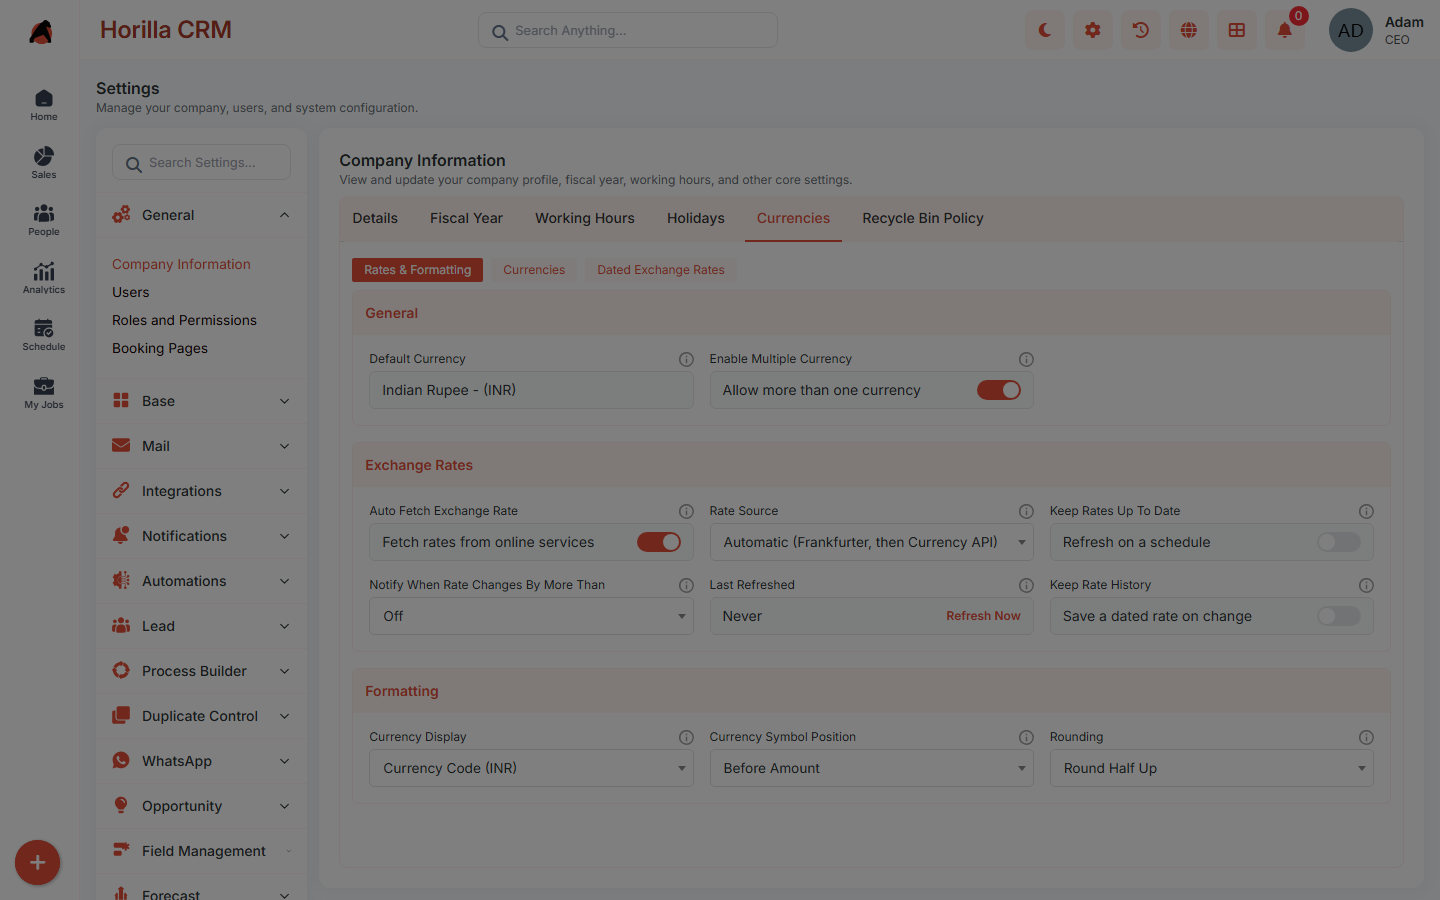 Horilla CRM
Search Anything...
0
AD
Adam
CEO
Home
Sales
People
Analytics
Schedule
My Jobs
Settings
Manage your company, users, and system configuration.
Search Settings...
General
Company Information
Users
Roles and Permissions
Booking Pages
Base
Mail
Integrations
Notifications
Automations
Lead
Process Builder
Duplicate Control
WhatsApp
Opportunity
Field Management
Forecast
Company Information
View and update your company profile, fiscal year, working hours, and other core settings.
Details Fiscal Year Working Hours Holidays Currencies Recycle Bin Policy
Rates & Formatting Currencies Dated Exchange Rates
General
Default Currency Enable Multiple Currency
Indian Rupee - (INR) Allow more than one currency
Exchange Rates
Auto Fetch Exchange Rate Rate Source Keep Rates Up To Date
Fetch rates from online services Automatic (Frankfurter, then Currency API) Refresh on a schedule
Notify When Rate Changes By More Than Last Refreshed Keep Rate History
Off Never Refresh Now Save a dated rate on change
Formatting
Currency Display Currency Symbol Position Rounding
Currency Code (INR) Before Amount Round Half Up